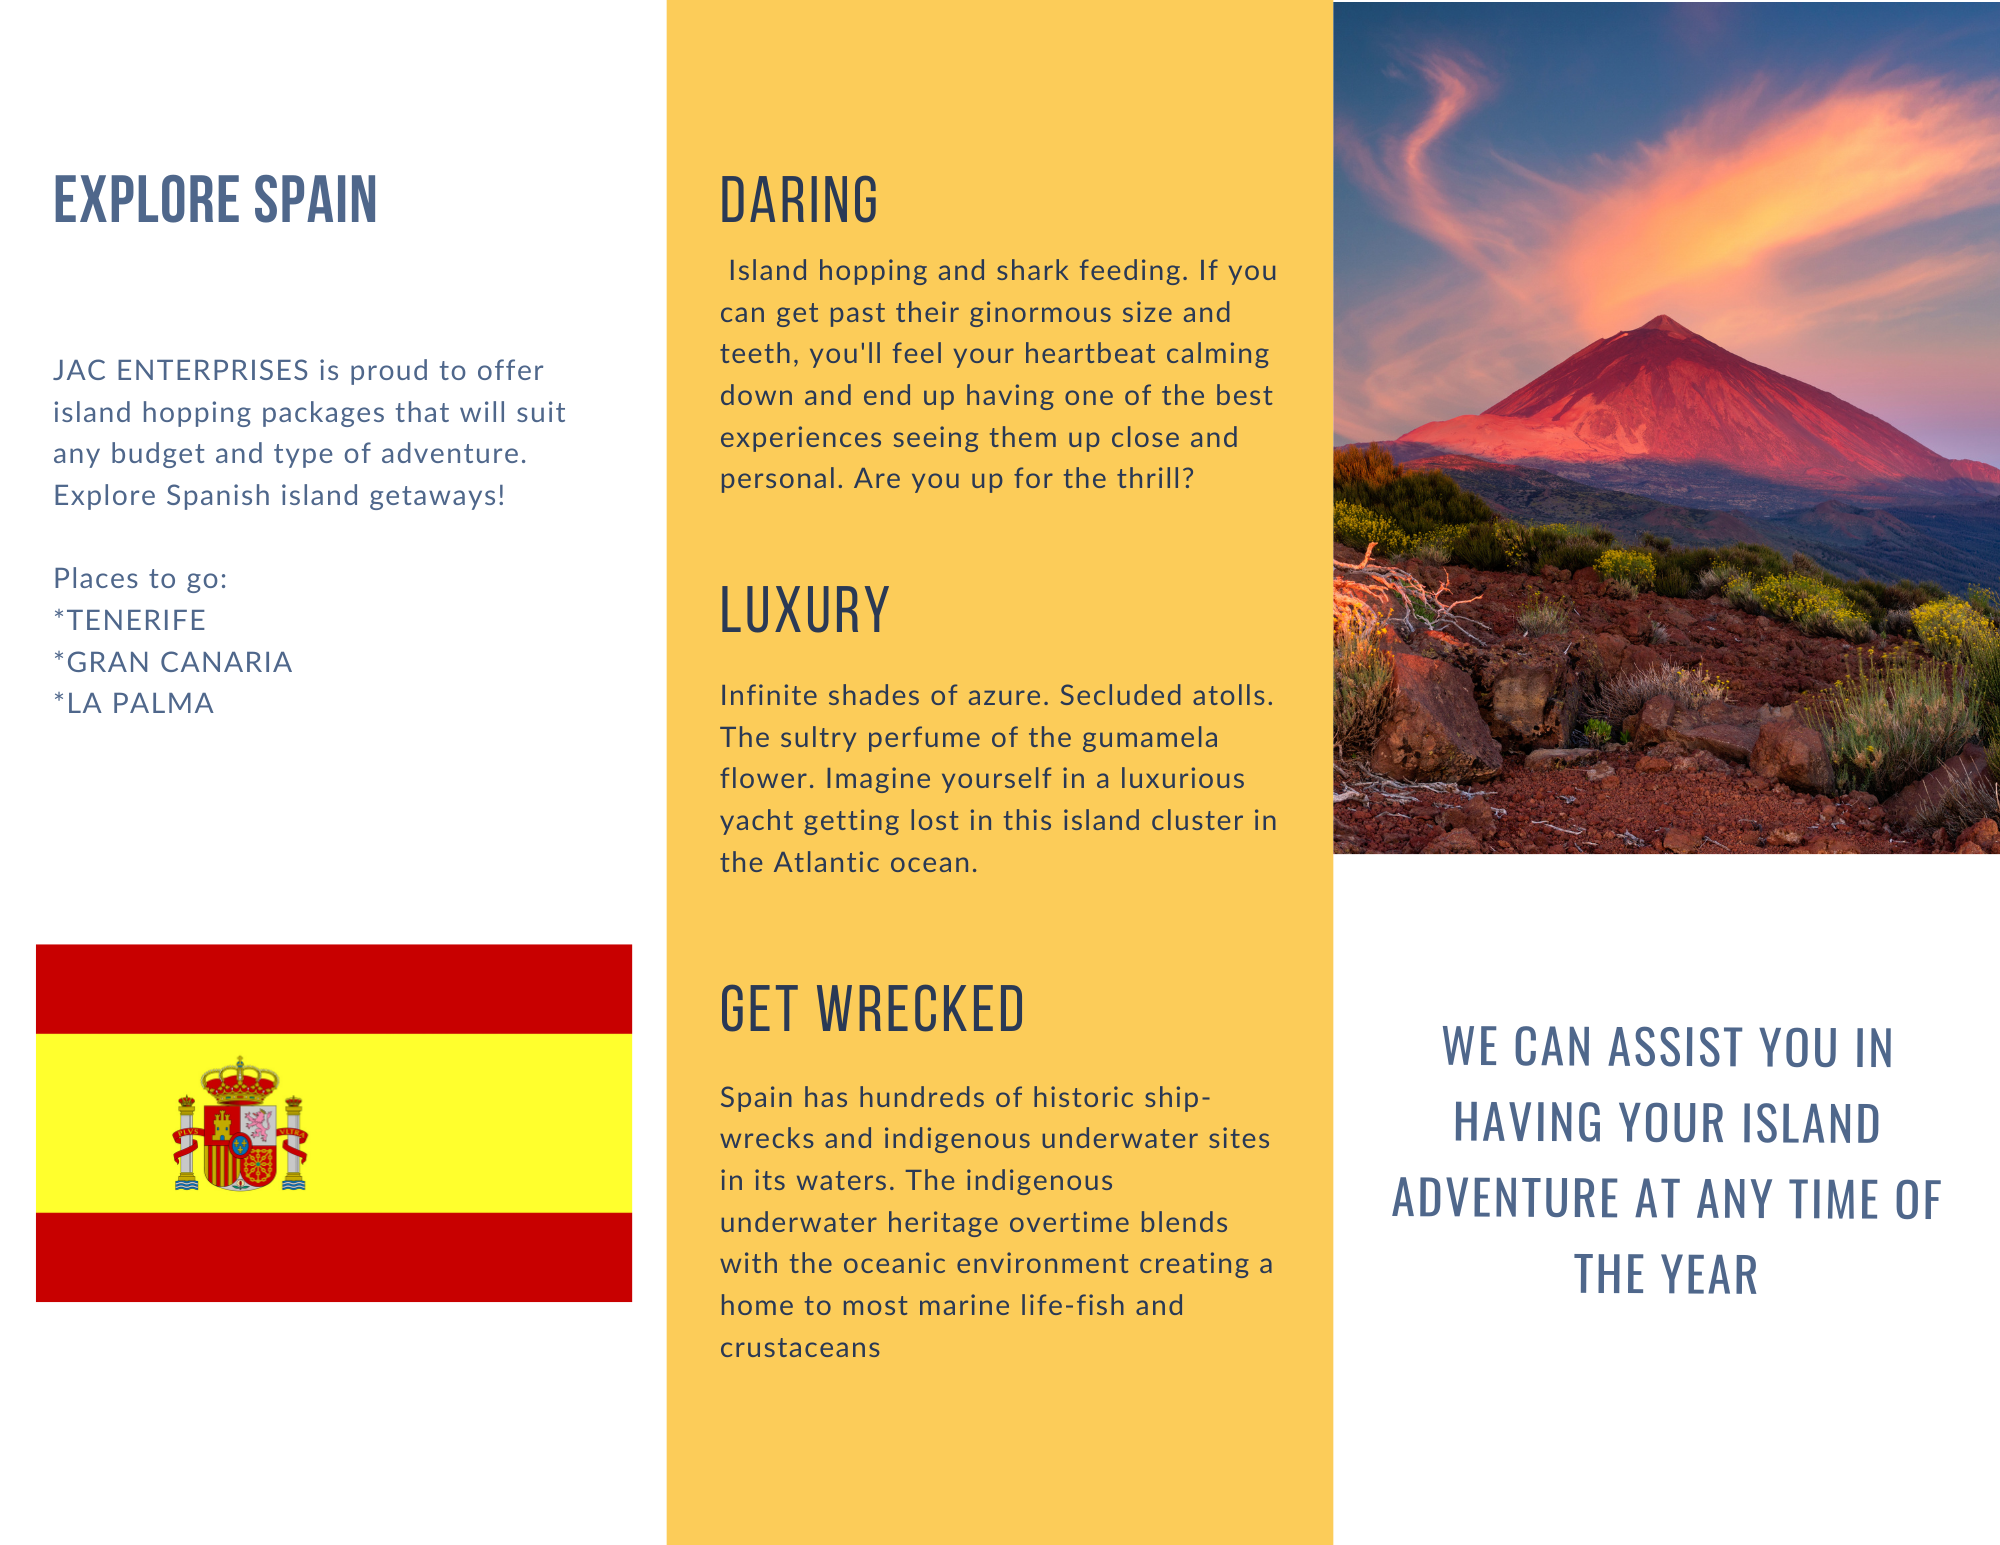 EXPLORE SPAIN
JAC ENTERPRISES is proud to offer
island hopping packages that will suit
any budget and type of adventure.
Explore Spanish island getaways!
Places to go:
*TENERIFE
*GRAN CANARIA
*LA PALMA
PLVS VLTRA
DARING
Island hopping and shark feeding. If you
can get past their ginormous size and
teeth, you'll feel your heartbeat calming
down and end up having one of the best
experiences seeing them up close and
personal. Are you up for the thrill?
LUXURY
Infinite shades of azure. Secluded atolls.
The sultry perfume of the gumamela
flower. Imagine yourself in a luxurious
yacht getting lost in this island cluster in
the Atlantic ocean.
GET WRECKED
Spain has hundreds of historic ship-
wrecks and indigenous underwater sites
in its waters. The indigenous
underwater heritage overtime blends
with the oceanic environment creating a
home to most marine life-fish and
crustaceans
WE CAN ASSIST YOU IN
HAVING YOUR ISLAND
ADVENTURE AT ANY TIME OF
THE YEAR